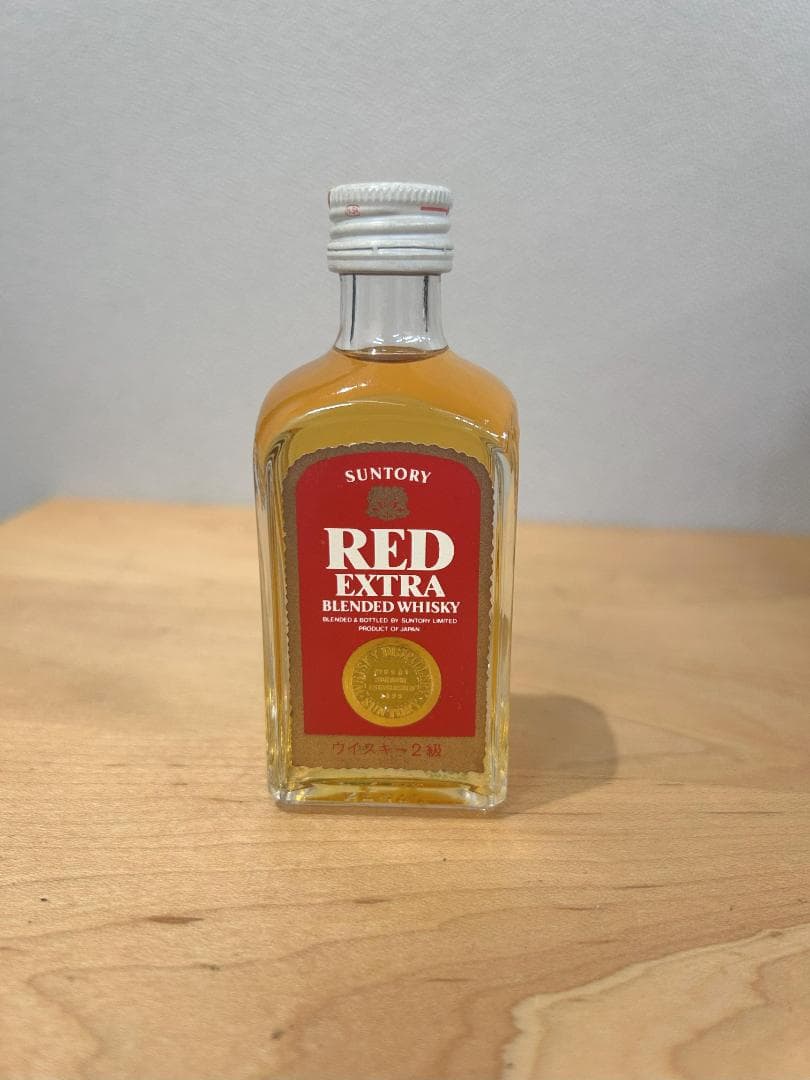 SUNTORY
RED
EXTRA
BLENDED WHISKY
BLENDED & BOTTLED BY SUNTORY LIMITED
PRODUCT OF JAPAN
ウイスキー2級